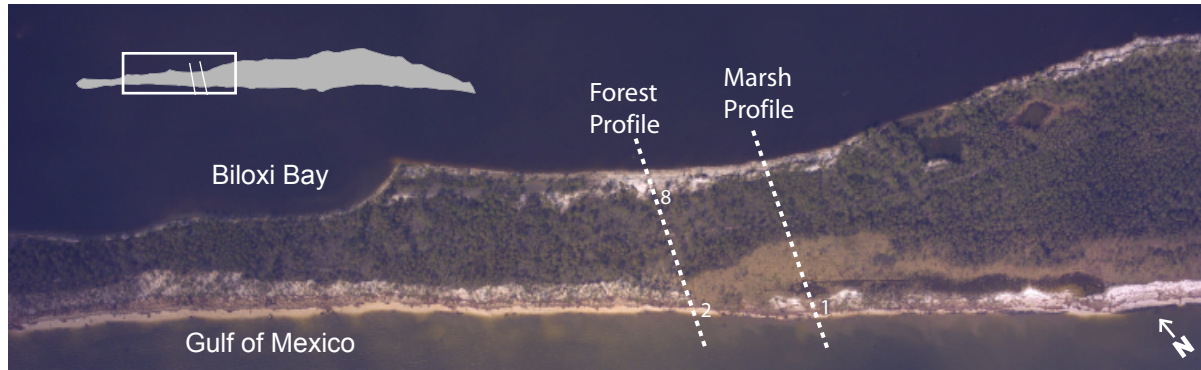 Forest
Profile
Marsh
Profile
Biloxi Bay
8
2
1
Gulf of Mexico
N